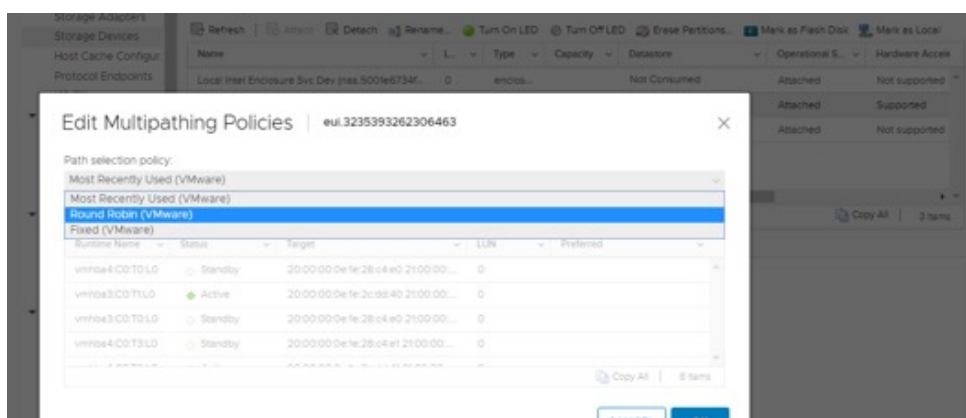 Storage Adapters
Storage Devices
Host Cache Configur
Protocol Endpoints
Refresh Attach Detach Rename... Turn On LED Turn Off LED Erase Partitions... Mark as Flash Disk Mark as Local
Name L... Type Capacity Datastore Operational S... Hardware Accele
Local Intel Enclosure Svc Dev (naa.5001e6734f... 0 enclos... Not Consumed Attached Not supported
Attached Supported
Attached Not supported
Copy All 3 items
Edit Multipathing Policies eui.3235393262306463
Path selection policy:
Most Recently Used (VMware)
Most Recently Used (VMware)
Round Robin (VMware)
Fixed (VMware)
Runtime Name Status Target LUN Preferred
vmhba4:C0:T0:L0 Standby 20:00:00:0e:1e:28:c4:e0 21:00:00:... 0
vmhba3:C0:T1:L0 Active 20:00:00:0e:1e:2c:dd:40 21:00:00:... 0
vmhba3:C0:T0:L0 Standby 20:00:00:0e:1e:28:c4:e0 21:00:00:... 0
vmhba4:C0:T3:L0 Standby 20:00:00:0e:1e:28:c4:e1 21:00:00:... 0
Copy All 8 items